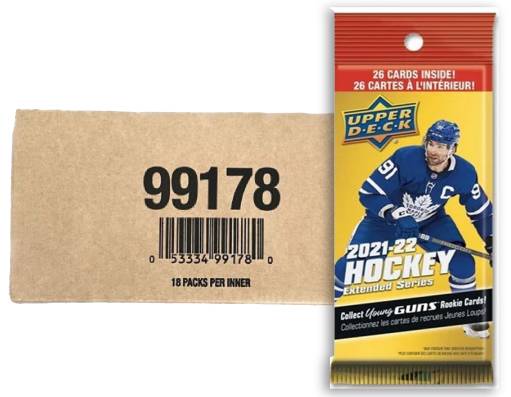 99178
0 53334 99178 0
18 PACKS PER INNER
26 CARDS INSIDE!
26 CARTES À L'INTÉRIEUR!
UPPER
D·E·C·K
91
C
91
2021-22
HOCKEY
Extended Series
Collect Young GUNS Rookie Cards!
Collectionnez les cartes de recrues Jeunes Loups!